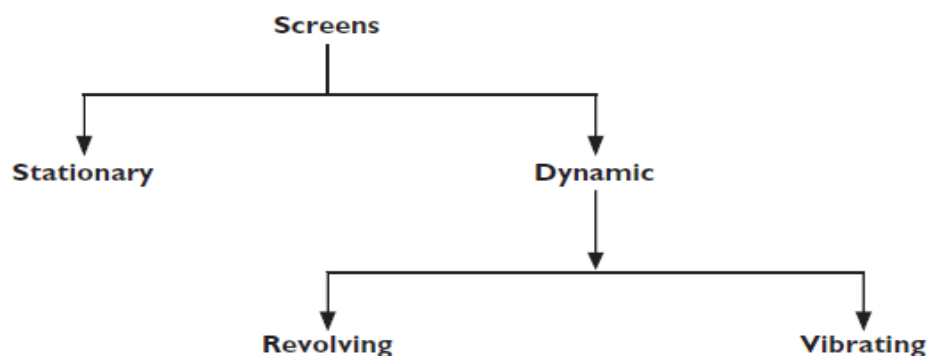 Screens
Stationary
Dynamic
Revolving
Vibrating